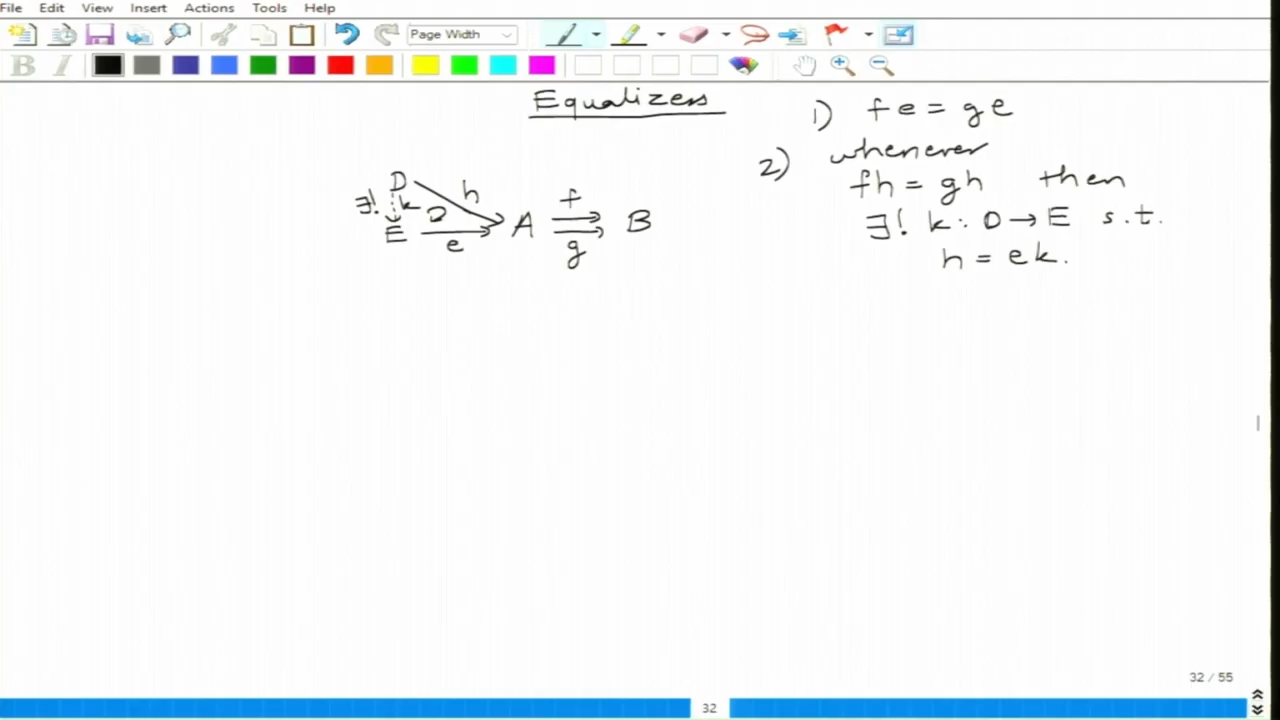 File Edit View Insert Actions Tools Help
Page Width
B I
Equalizers
1) fe = ge
2) whenever
fh = gh then
∃! k : D → E s.t.
h = ek.
D h
∃! k
E e A f g B
32 / 55
32